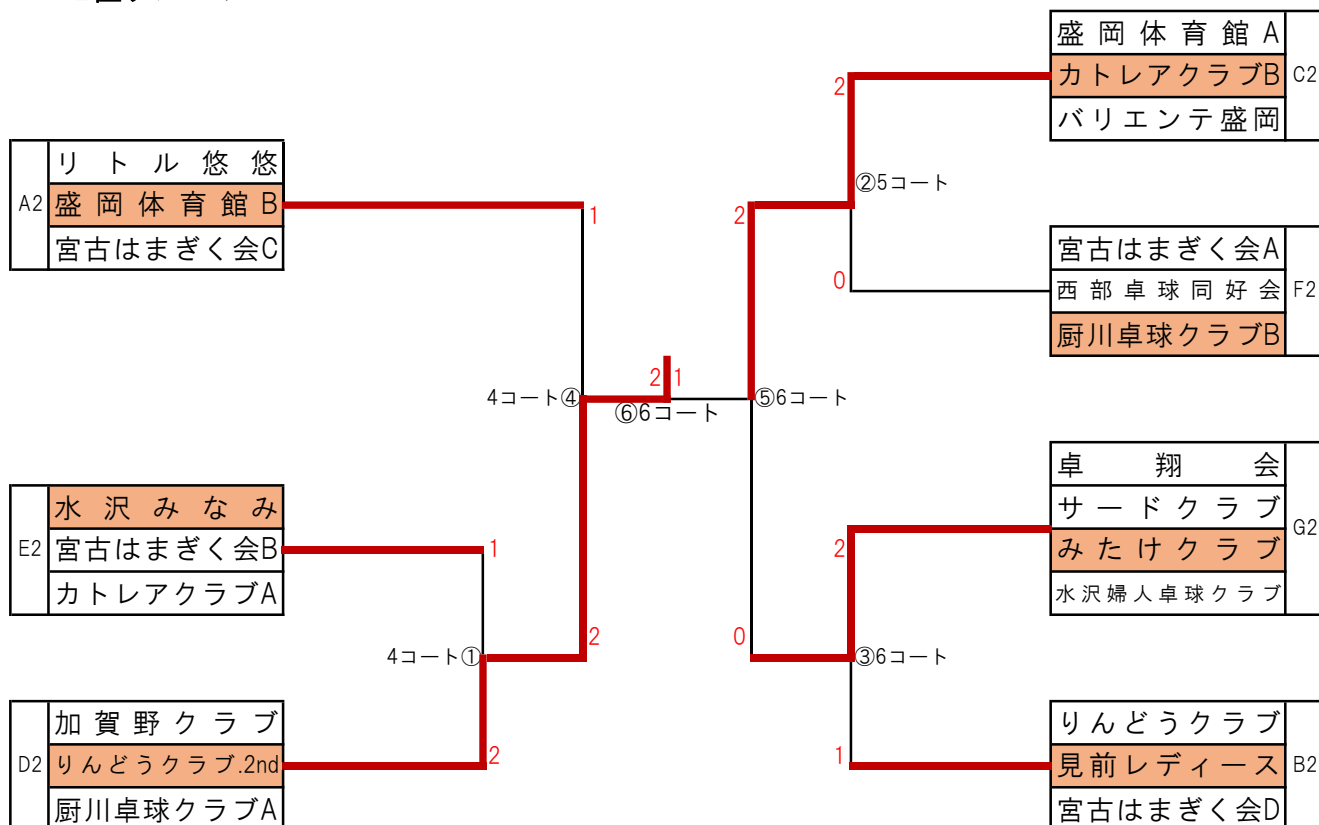 リトル悠悠
A2 盛岡体育館B
宮古はまぎく会C
1
水沢みなみ
E2 宮古はまぎく会B
カトレアクラブA
1
4コート①
加賀野クラブ
D2 りんどうクラブ.2nd
厨川卓球クラブA
2
4コート④
2
2 1
⑥6コート
盛岡体育館A
カトレアクラブB C2
バリエンテ盛岡
2
②5コート
2
0
宮古はまぎく会A
西部卓球同好会 F2
厨川卓球クラブB
⑤6コート
卓翔会
サードクラブ
みたけクラブ
G2
水沢婦人卓球クラブ
2
0
③6コート
1
りんどうクラブ
見前レディース B2
宮古はまぎく会D